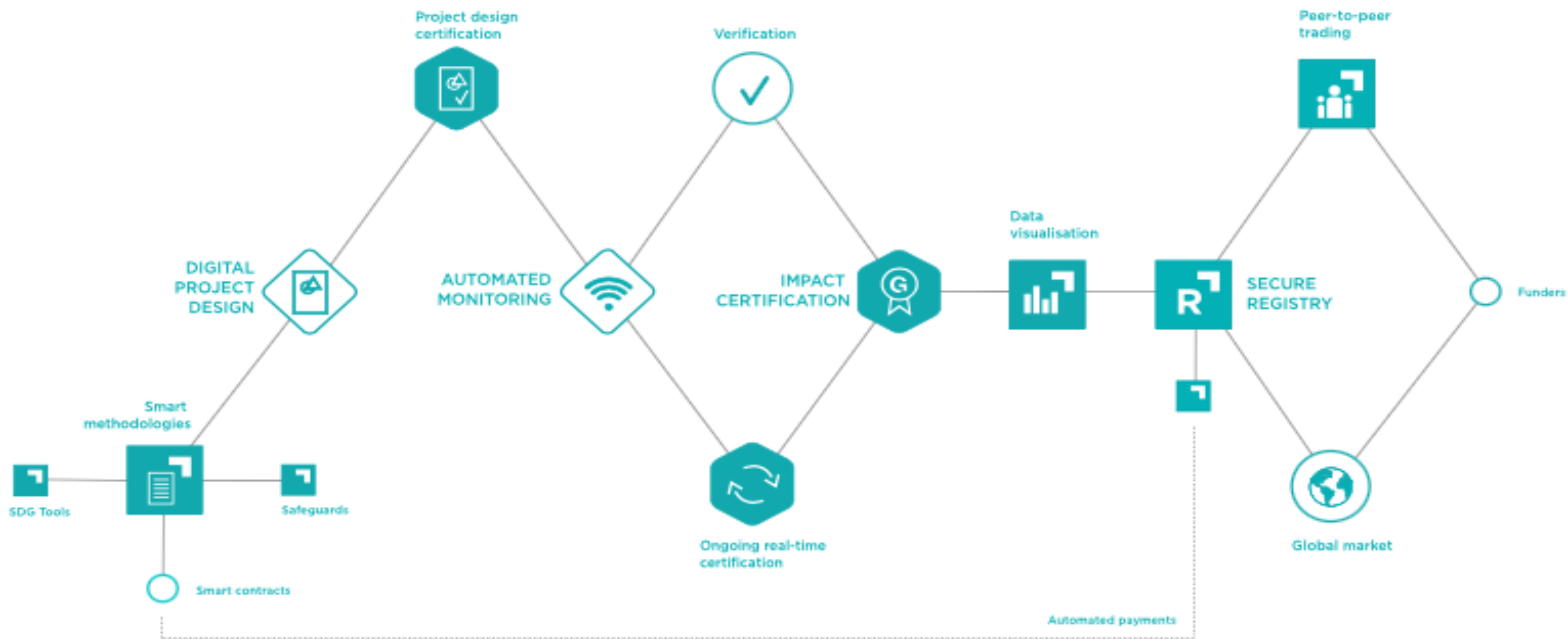 Project design
certification
Verification
Peer-to-peer
trading
DIGITAL
PROJECT
DESIGN
AUTOMATED
MONITORING
IMPACT
CERTIFICATION
G
Data
visualisation
R
SECURE
REGISTRY
Funders
Smart
methodologies
SDG Tools
Safeguards
Ongoing real-time
certification
Global market
Smart contracts
Automated payments